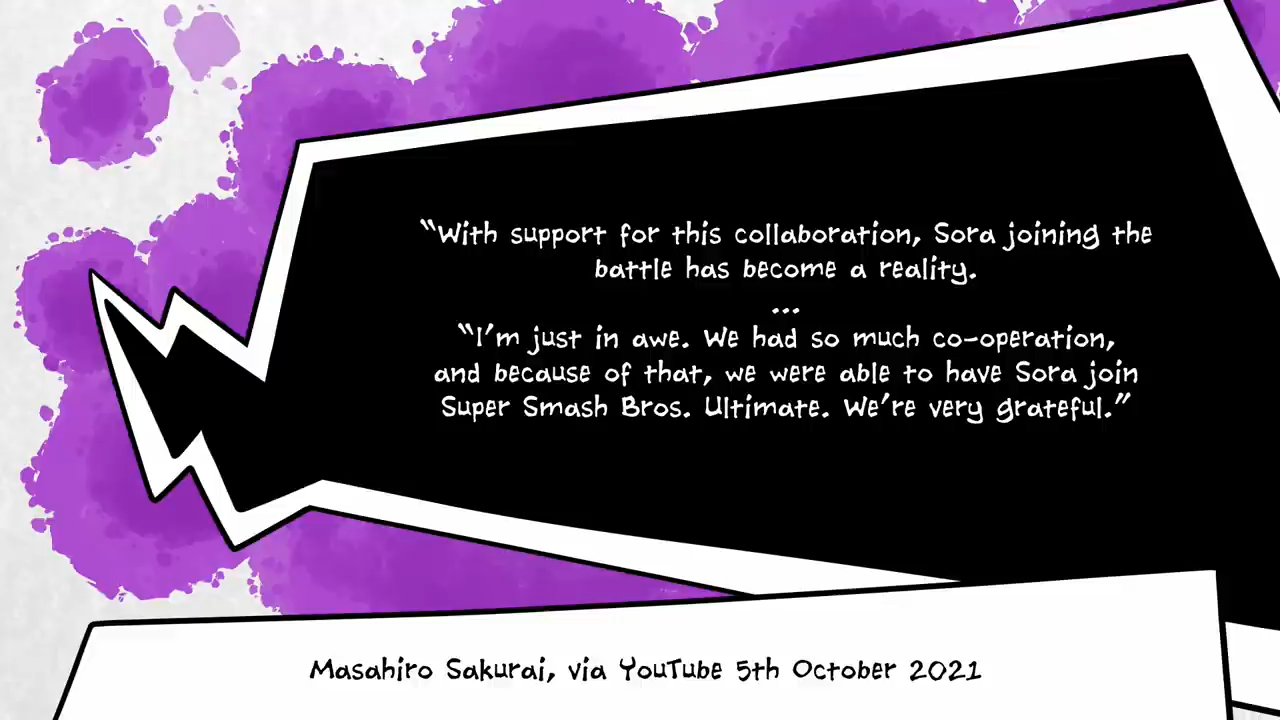 “With support for this collaboration, Sora joining the
battle has become a reality.
...
“I’m just in awe. We had so much co-operation,
and because of that, we were able to have Sora join
Super Smash Bros. Ultimate. We’re very grateful.”
Masahiro Sakurai, via YouTube 5th October 2021